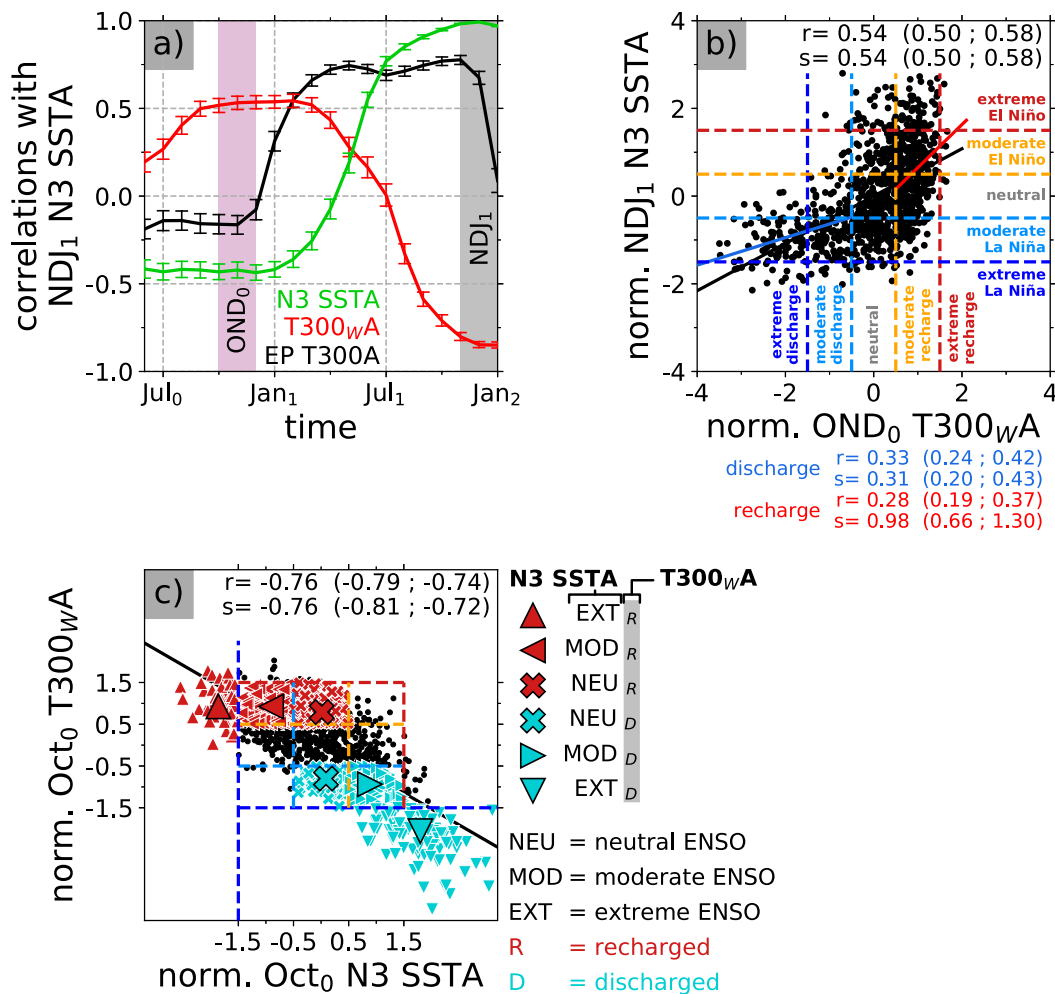 a)
correlations with
NDJ₁ N3 SSTA
1.0
0.5
0.0
-0.5
-1.0
OND₀
NDJ₁
N3 SSTA
T300_WA
EP T300A
Jul₀
Jan₁
Jul₁
Jan₂
time
b)
r= 0.54 (0.50 ; 0.58)
s= 0.54 (0.50 ; 0.58)
norm. NDJ₁ N3 SSTA
4
2
0
-2
-4
extreme
El Niño
moderate
El Niño
neutral
moderate
La Niña
extreme
La Niña
extreme
discharge
moderate
discharge
neutral
moderate
recharge
extreme
recharge
-4
-2
0
2
4
norm. OND₀ T300_WA
discharge r= 0.33 (0.24 ; 0.42)
s= 0.31 (0.20 ; 0.43)
recharge r= 0.28 (0.19 ; 0.37)
s= 0.98 (0.66 ; 1.30)
c)
r= -0.76 (-0.79 ; -0.74)
s= -0.76 (-0.81 ; -0.72)
norm. Oct₀ T300_WA
1.5
0.5
-0.5
-1.5
-1.5
-0.5
0.5
1.5
norm. Oct₀ N3 SSTA
N3 SSTA T300_WA
EXT R
MOD R
NEU R
NEU D
MOD D
EXT D
NEU = neutral ENSO
MOD = moderate ENSO
EXT = extreme ENSO
R = recharged
D = discharged